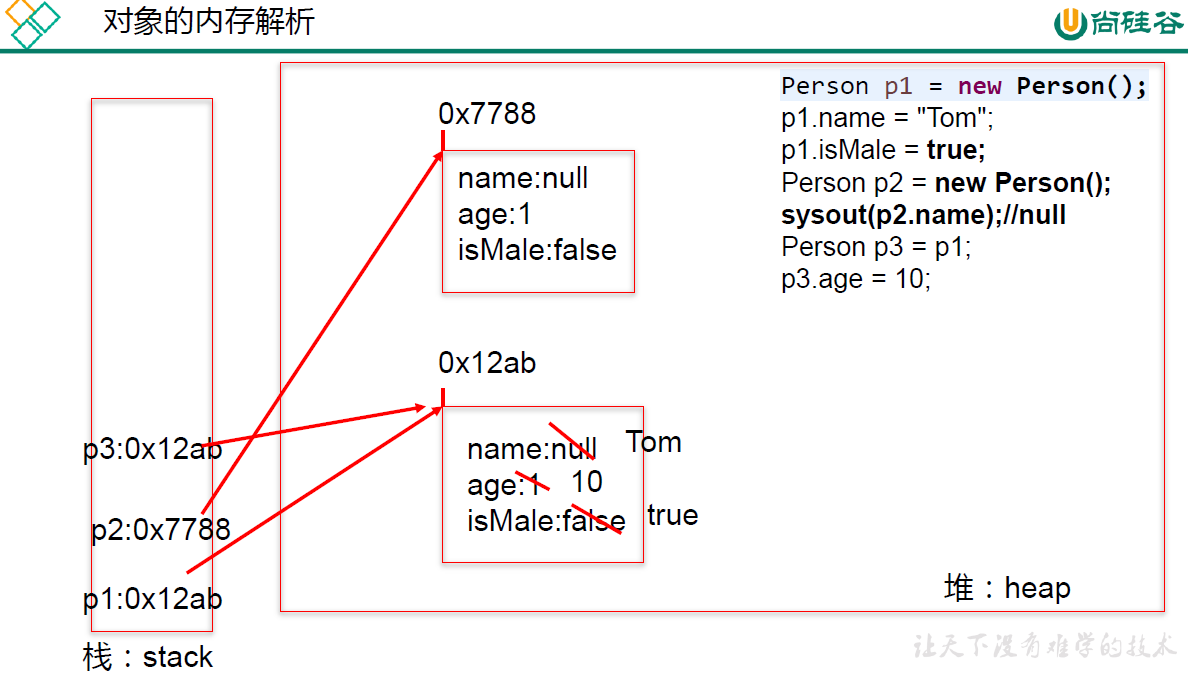 对象的内存解析
尚硅谷
Person p1 = new Person();
p1.name = "Tom";
p1.isMale = true;
Person p2 = new Person();
sysout(p2.name);//null
Person p3 = p1;
p3.age = 10;
0x7788
name:null
age:1
isMale:false
0x12ab
name:null Tom
age:1 10
isMale:false true
p3:0x12ab
p2:0x7788
p1:0x12ab
栈：stack
堆：heap
让天下没有难学的技术